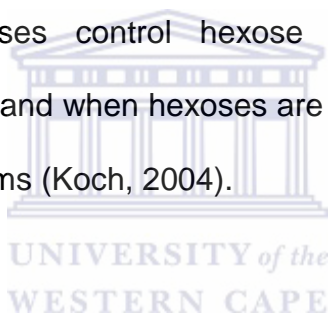 ses control hexose
and when hexoses are
ms (Koch, 2004).
UNIVERSITY of the
WESTERN CAPE